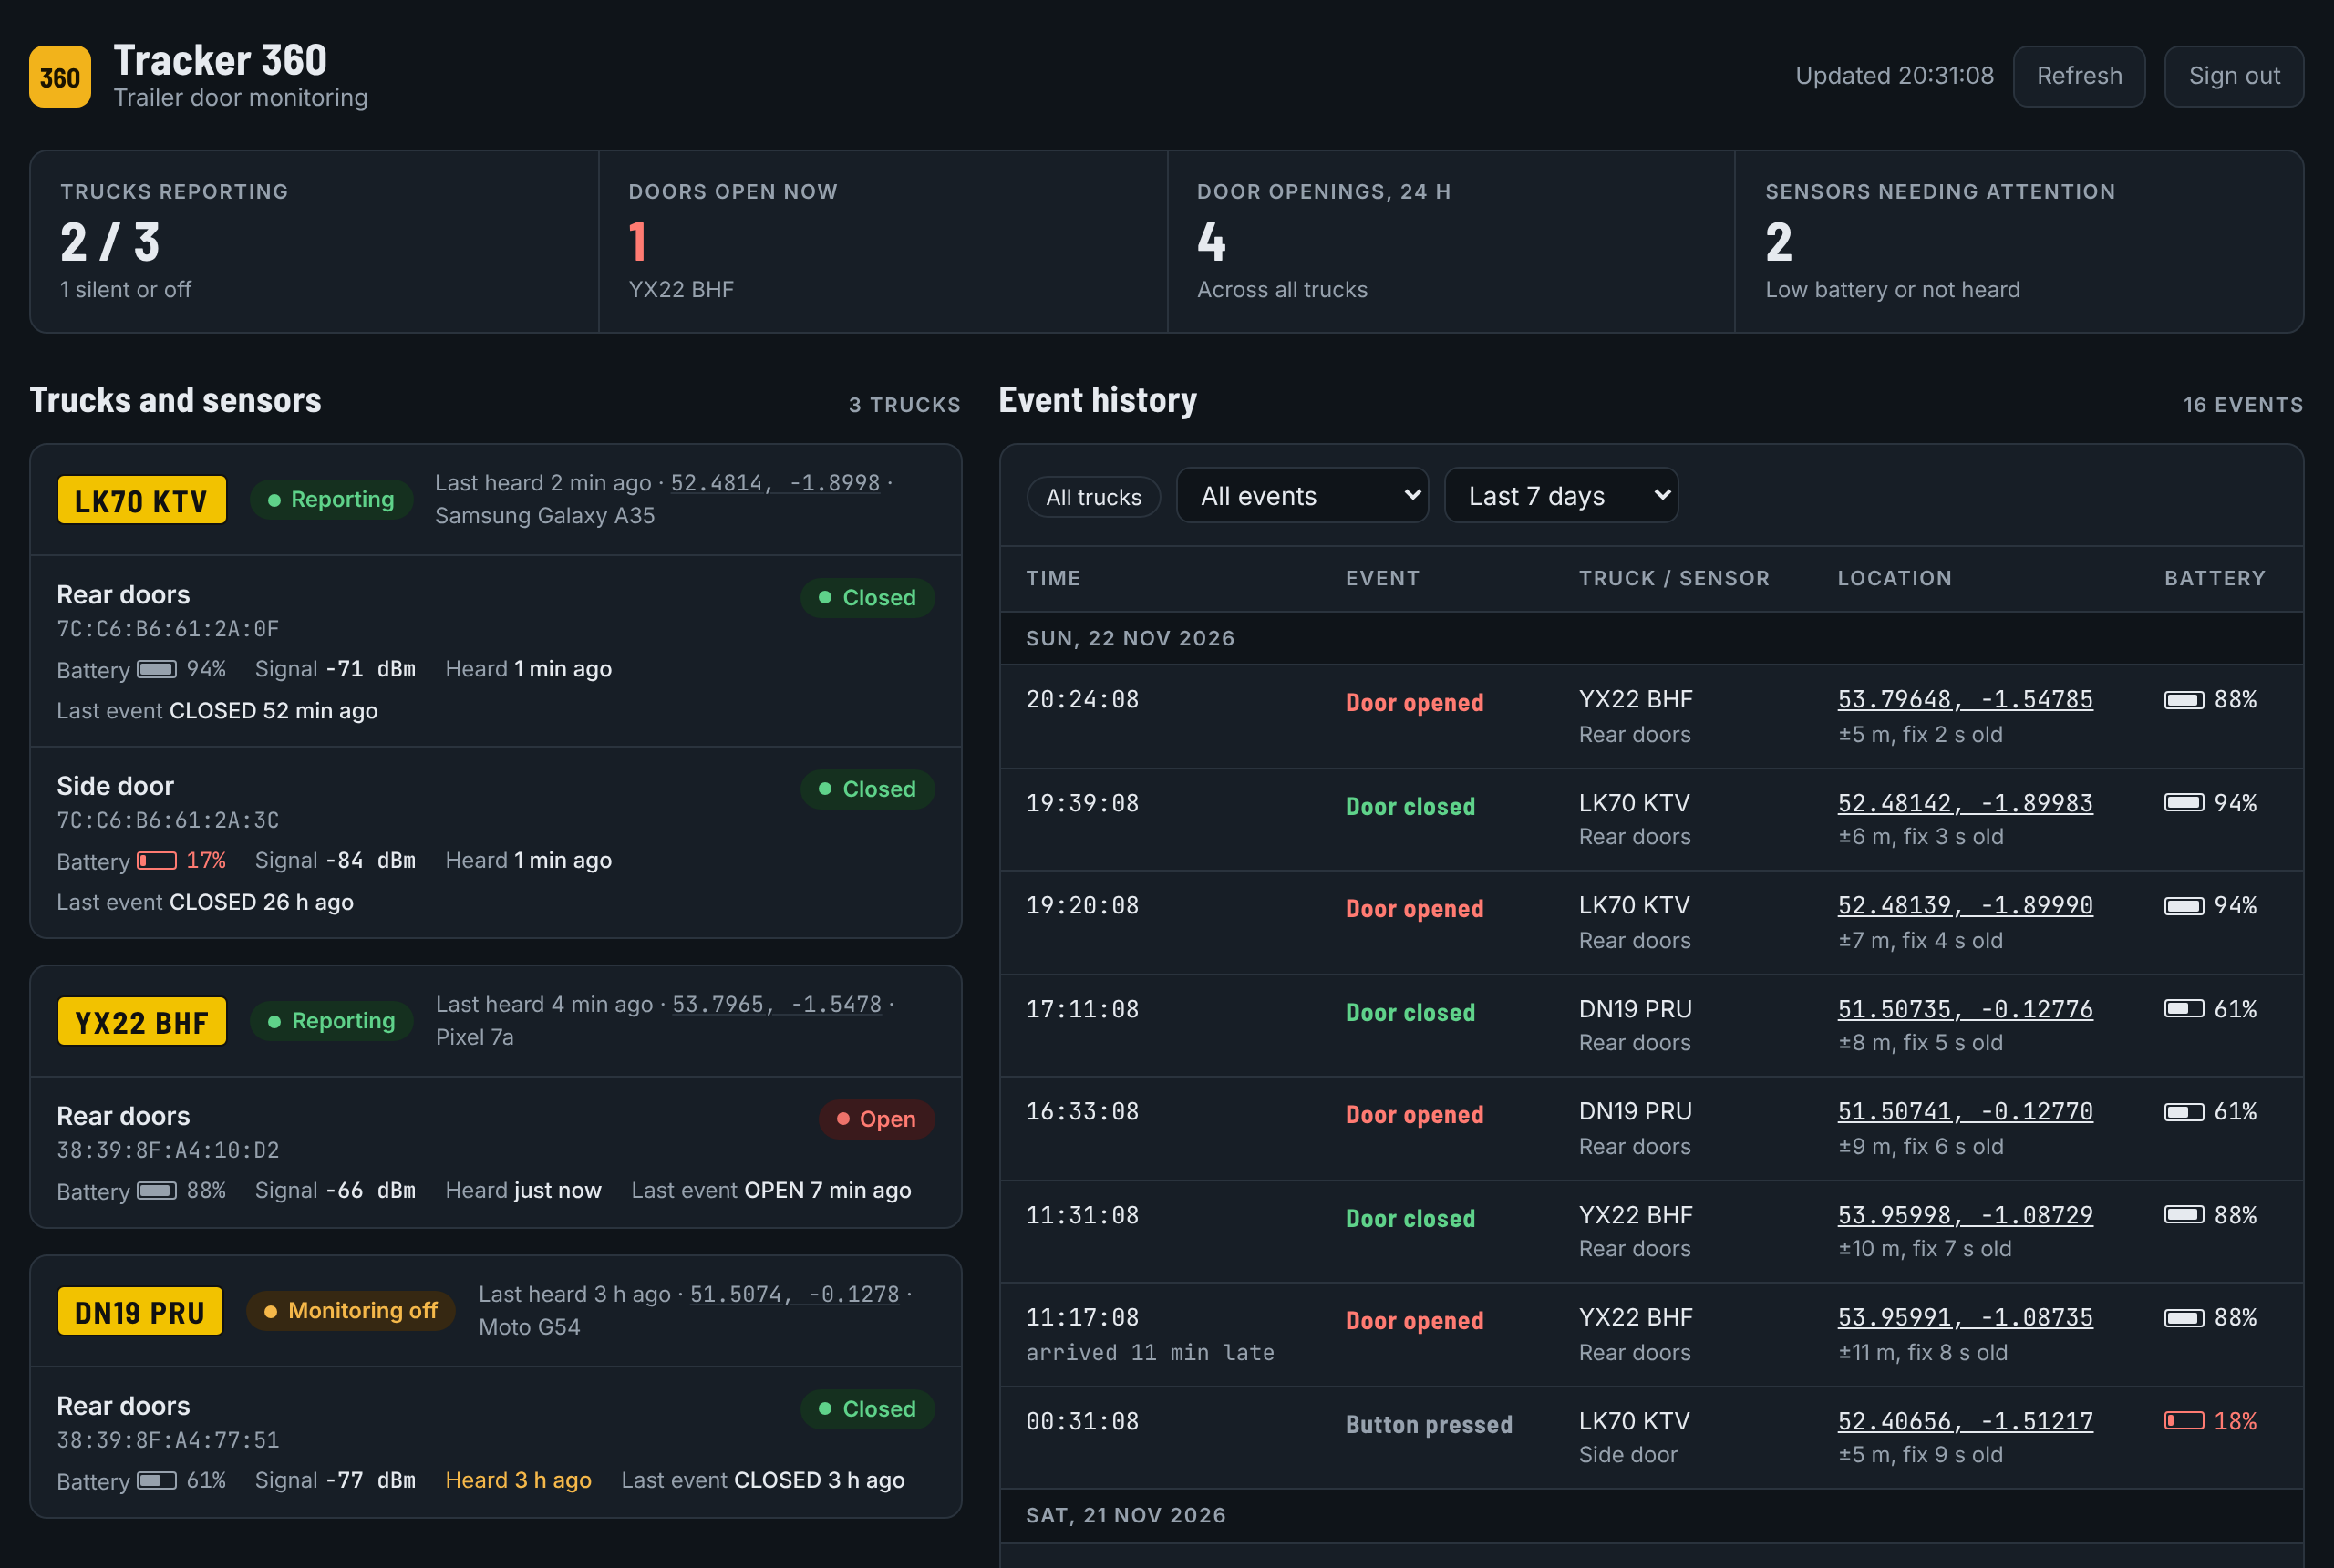 360
Tracker 360
Trailer door monitoring
Updated 20:31:08
Refresh
Sign out
TRUCKS REPORTING
2 / 3
1 silent or off
DOORS OPEN NOW
1
YX22 BHF
DOOR OPENINGS, 24 H
4
Across all trucks
SENSORS NEEDING ATTENTION
2
Low battery or not heard
Trucks and sensors
3 TRUCKS
LK70 KTV
Reporting
Last heard 2 min ago · 52.4814, -1.8998 ·
Samsung Galaxy A35
Rear doors
Closed
7C:C6:B6:61:2A:0F
Battery 94% Signal -71 dBm Heard 1 min ago
Last event CLOSED 52 min ago
Side door
Closed
7C:C6:B6:61:2A:3C
Battery 17% Signal -84 dBm Heard 1 min ago
Last event CLOSED 26 h ago
YX22 BHF
Reporting
Last heard 4 min ago · 53.7965, -1.5478 ·
Pixel 7a
Rear doors
Open
38:39:8F:A4:10:D2
Battery 88% Signal -66 dBm Heard just now Last event OPEN 7 min ago
DN19 PRU
Monitoring off
Last heard 3 h ago · 51.5074, -0.1278 ·
Moto G54
Rear doors
Closed
38:39:8F:A4:77:51
Battery 61% Signal -77 dBm Heard 3 h ago Last event CLOSED 3 h ago
Event history
16 EVENTS
All trucks
All events
Last 7 days
TIME EVENT TRUCK / SENSOR LOCATION BATTERY
SUN, 22 NOV 2026
20:24:08 Door opened YX22 BHF 53.79648, -1.54785 88%
Rear doors ±5 m, fix 2 s old
19:39:08 Door closed LK70 KTV 52.48142, -1.89983 94%
Rear doors ±6 m, fix 3 s old
19:20:08 Door opened LK70 KTV 52.48139, -1.89990 94%
Rear doors ±7 m, fix 4 s old
17:11:08 Door closed DN19 PRU 51.50735, -0.12776 61%
Rear doors ±8 m, fix 5 s old
16:33:08 Door opened DN19 PRU 51.50741, -0.12770 61%
Rear doors ±9 m, fix 6 s old
11:31:08 Door closed YX22 BHF 53.95998, -1.08729 88%
Rear doors ±10 m, fix 7 s old
11:17:08 Door opened YX22 BHF 53.95991, -1.08735 88%
arrived 11 min late Rear doors ±11 m, fix 8 s old
00:31:08 Button pressed LK70 KTV 52.40656, -1.51217 18%
Side door ±5 m, fix 9 s old
SAT, 21 NOV 2026